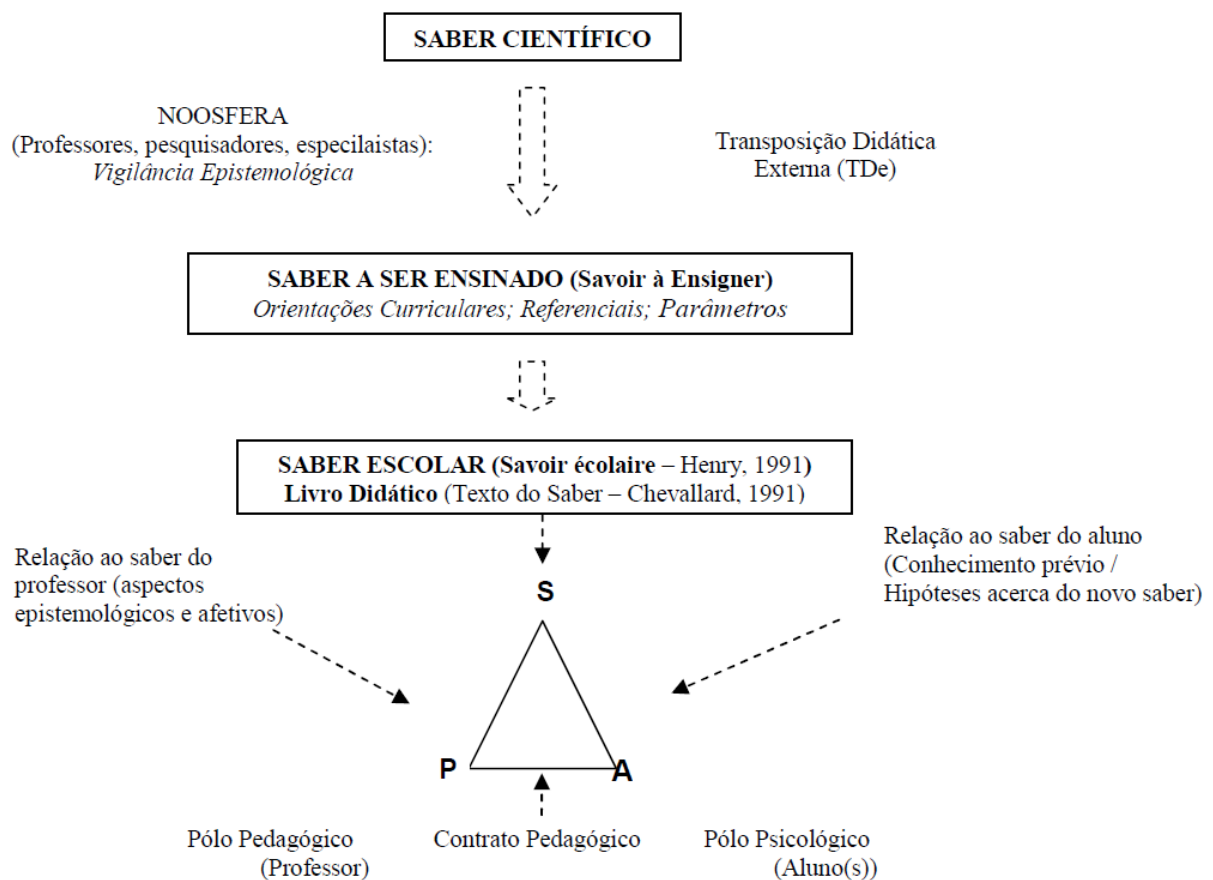 SABER CIENTÍFICO
NOOSFERA
(Professores, pesquisadores, especilaistas):
Vigilância Epistemológica
Transposição Didática
Externa (TDe)
SABER A SER ENSINADO (Savoir à Ensigner)
Orientações Curriculares; Referenciais; Parâmetros
SABER ESCOLAR (Savoir écolaire – Henry, 1991)
Livro Didático (Texto do Saber – Chevallard, 1991)
Relação ao saber do
professor (aspectos
epistemológicos e afetivos)
Relação ao saber do aluno
(Conhecimento prévio /
Hipóteses acerca do novo saber)
S
P
A
Pólo Pedagógico
(Professor)
Contrato Pedagógico
Pólo Psicológico
(Aluno(s))